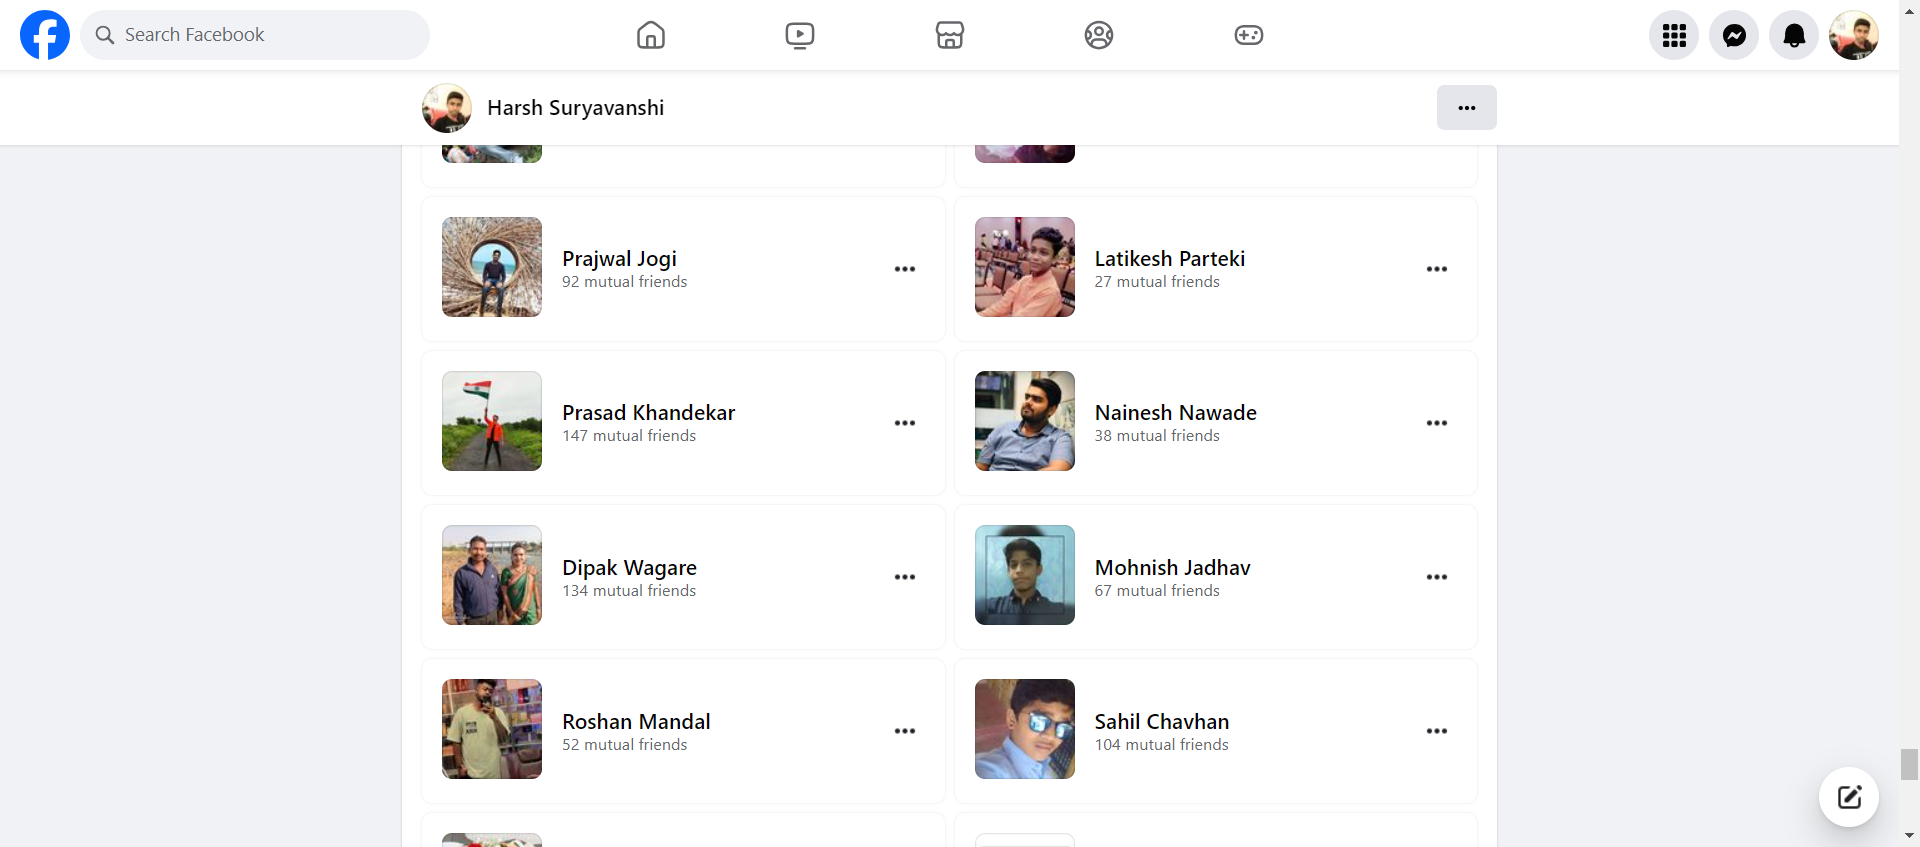 Search Facebook
Harsh Suryavanshi
Prajwal Jogi
92 mutual friends
Latikesh Parteki
27 mutual friends
Prasad Khandekar
147 mutual friends
Nainesh Nawade
38 mutual friends
Dipak Wagare
134 mutual friends
Mohnish Jadhav
67 mutual friends
Roshan Mandal
52 mutual friends
Sahil Chavhan
104 mutual friends